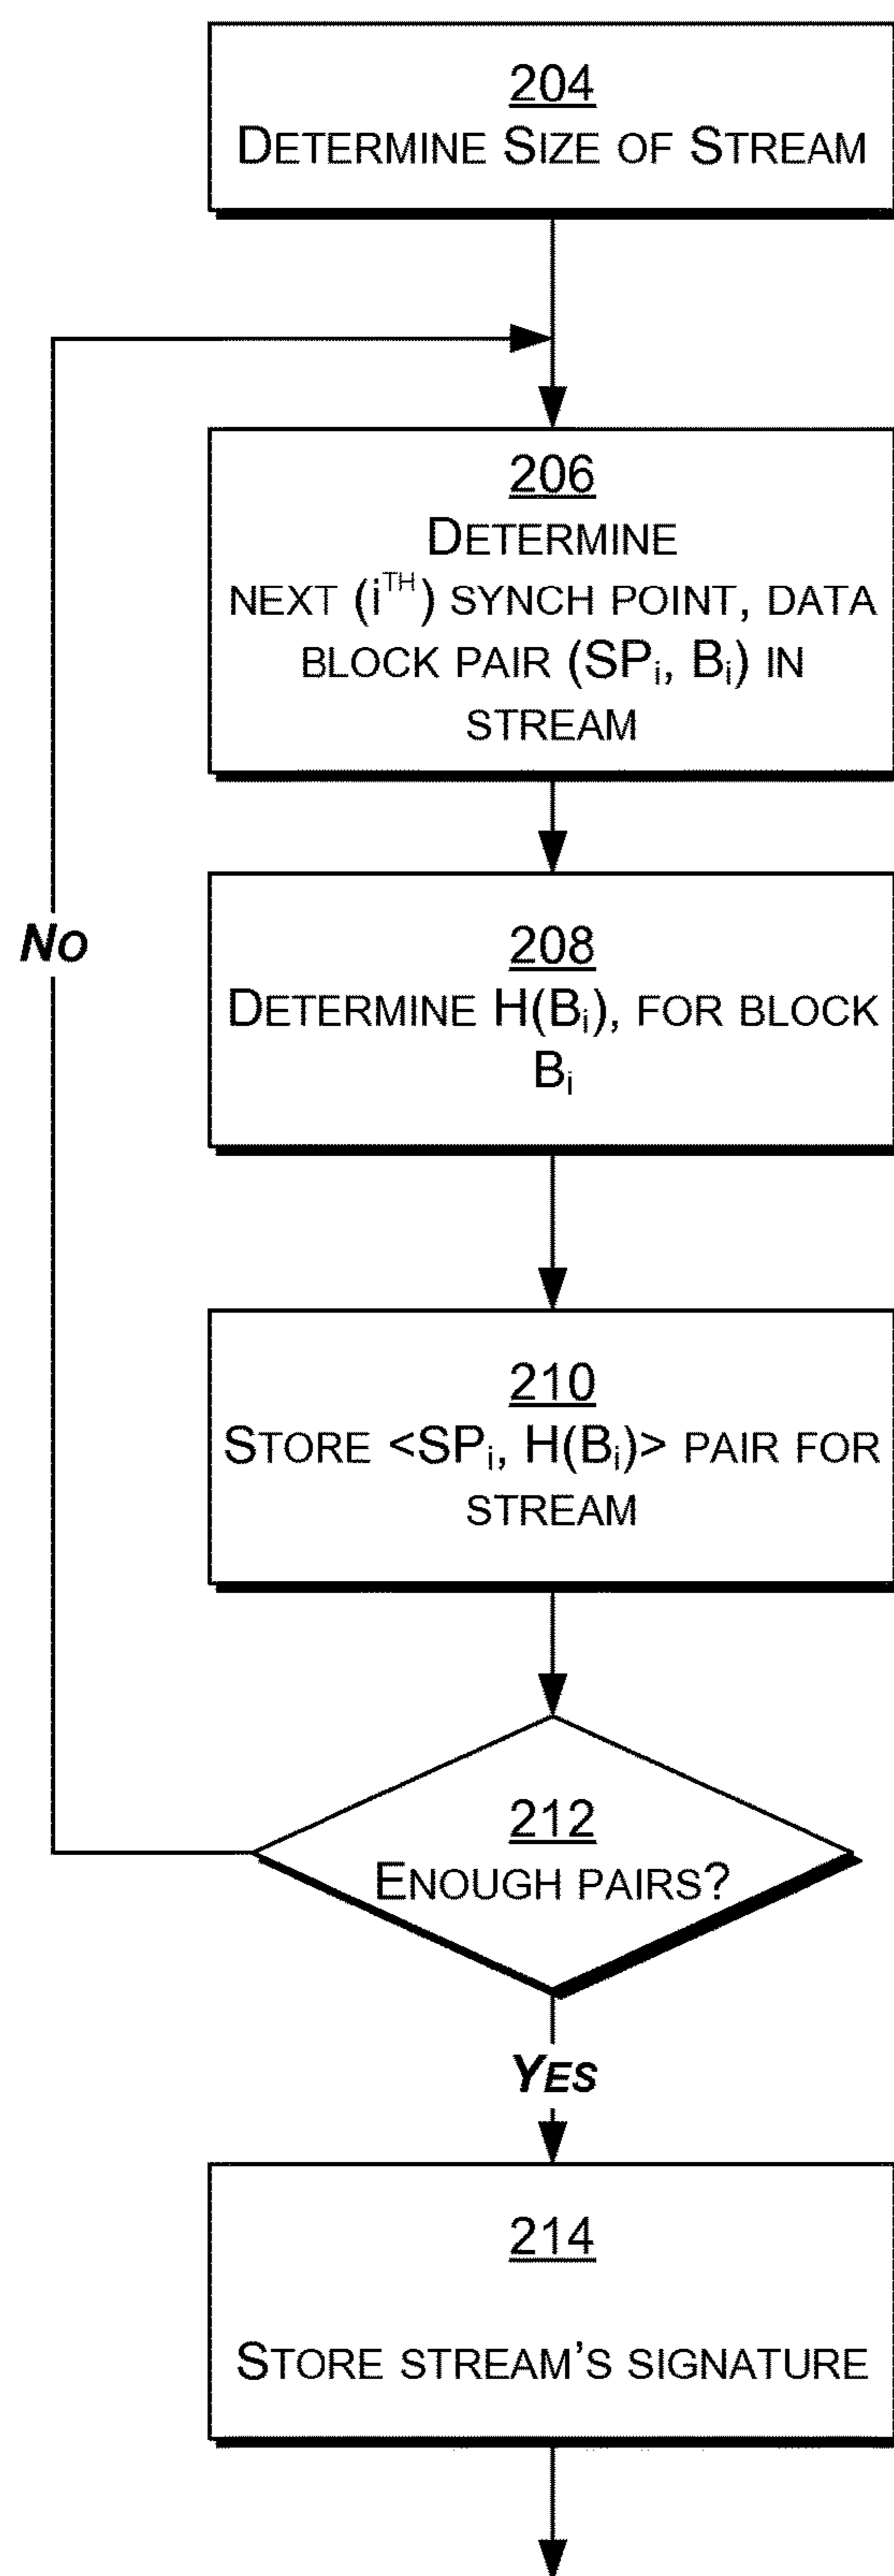 204
DETERMINE SIZE OF STREAM
206
DETERMINE
NEXT (iTH) SYNCH POINT, DATA
BLOCK PAIR (SPi, Bi) IN
STREAM
208
DETERMINE H(Bi), FOR BLOCK
Bi
NO
210
STORE <SPi, H(Bi)> PAIR FOR
STREAM
212
ENOUGH PAIRS?
YES
214
STORE STREAM'S SIGNATURE